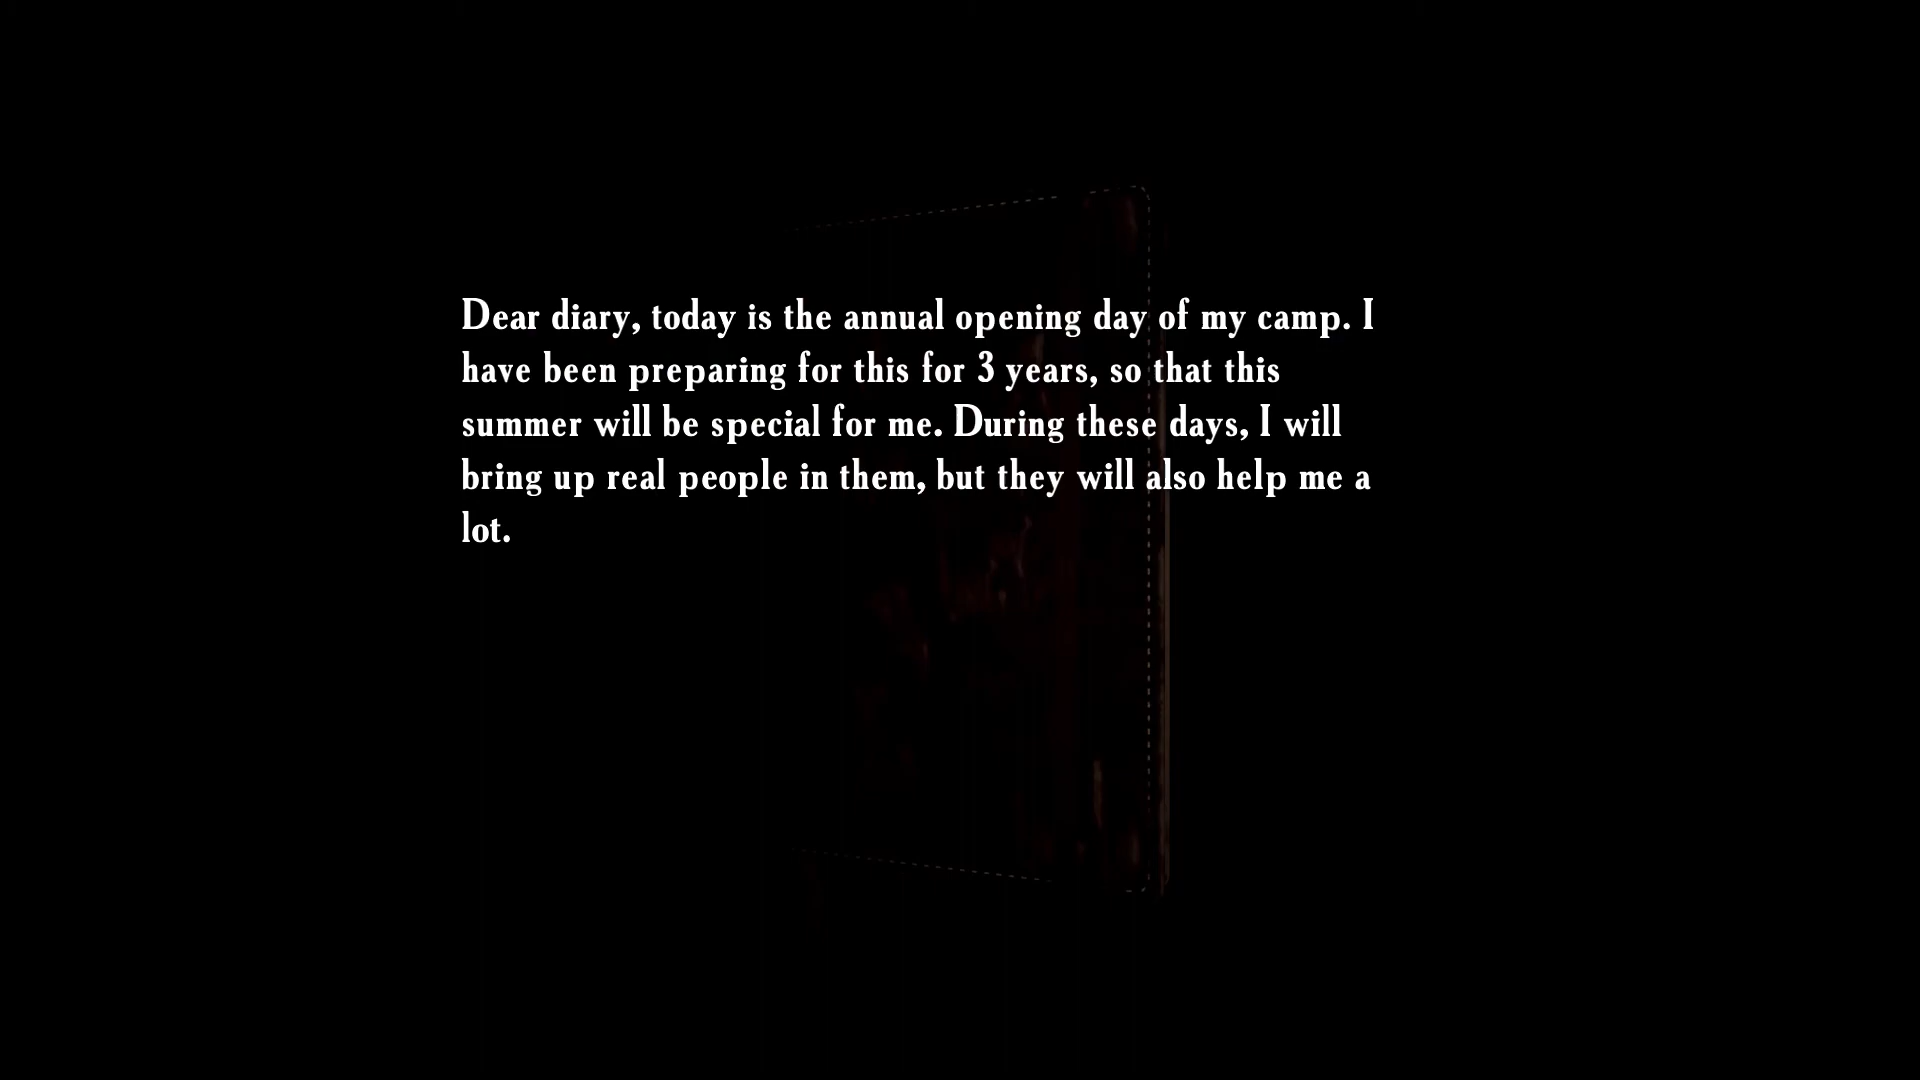 Dear diary, today is the annual opening day of my camp. I
have been preparing for this for 3 years, so that this
summer will be special for me. During these days, I will
bring up real people in them, but they will also help me a
lot.